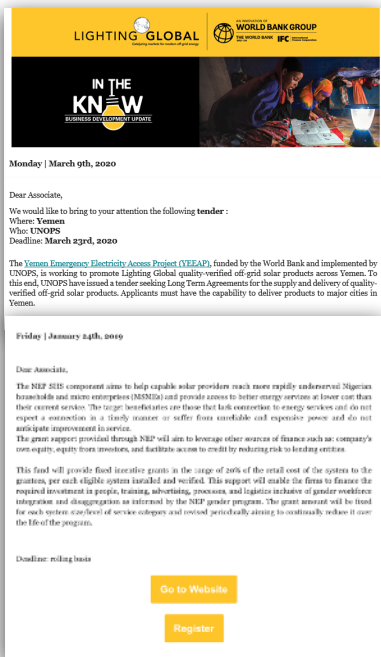 LIGHTING GLOBAL
Catalyzing markets for modern off-grid energy
AN INNOVATION OF
WORLD BANK GROUP
THE WORLD BANK IFC International Finance Corporation
IN THE
KNOW
BUSINESS DEVELOPMENT UPDATE
Monday | March 9th, 2020
Dear Associate,
We would like to bring to your attention the following tender :
Where: Yemen
Who: UNOPS
Deadline: March 23rd, 2020
The Yemen Emergency Electricity Access Project (YEEAP), funded by the World Bank and implemented by
UNOPS, is working to promote Lighting Global quality-verified off-grid solar products across Yemen. To
this end, UNOPS have issued a tender seeking Long Term Agreements for the supply and delivery of quality-
verified off-grid solar products. Applicants must have the capability to deliver products to major cities in
Yemen.
Friday | January 24th, 2019
Dear Associate,
The NEP SHS component aims to help capable solar providers reach more rapidly underserved Nigerian
households and micro enterprises (MSMEs) and provide access to better energy services at lower cost than
their current service. The target beneficiaries are those that lack connection to energy services and do not
expect a connection in a timely manner or suffer from unreliable and expensive power and do not
anticipate improvement in service.
The grant support provided through NEP will aim to leverage other sources of finance such as: company's
own equity, equity from investors, and facilitate access to credit by reducing risk to lending entities.
This fund will provide fixed incentive grants in the range of 20% of the retail cost of the system to the
grantees, per each eligible system installed and verified. This support will enable the firms to finance the
required investment in people, training, advertising, processes, and logistics inclusive of gender workforce
integration and disaggregation as informed by the NEP gender program. The grant amount will be fixed
for each system size/level of service category and revised periodically aiming to continually reduce it over
the life of the program.
Deadline: rolling basis
Go to Website
Register